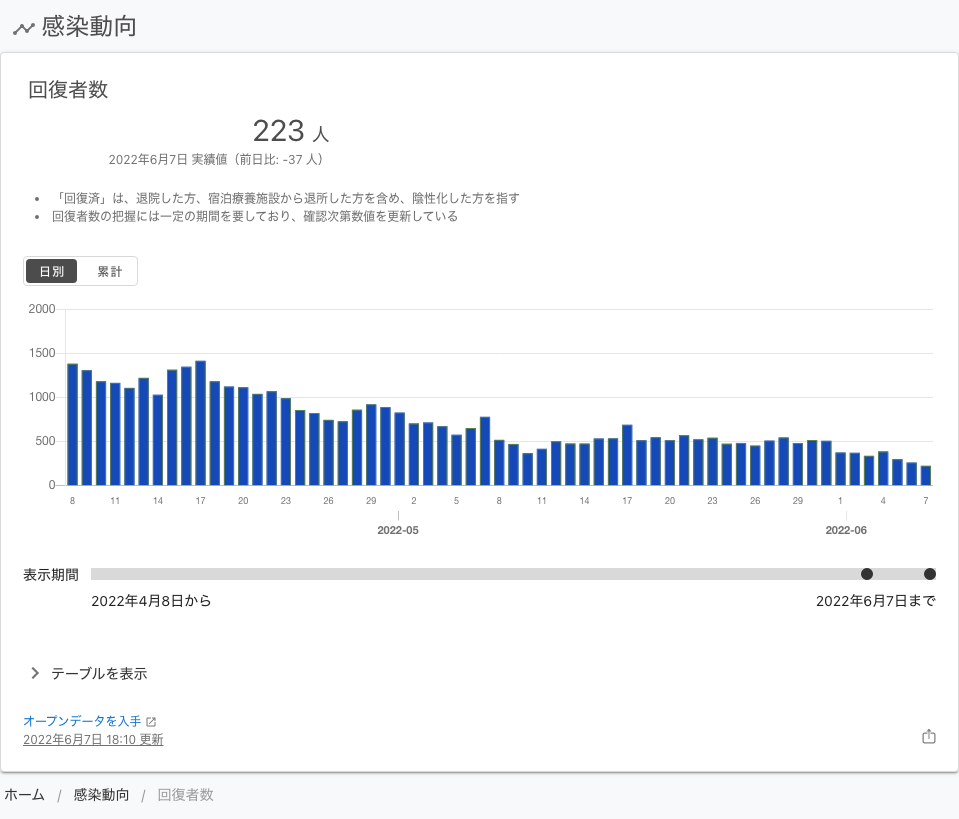 感染動向
回復者数
223 人
2022年6月7日 実績値（前日比: -37 人）
• 「回復済」は、退院した方、宿泊療養施設から退所した方を含め、陰性化した方を指す
• 回復者数の把握には一定の期間を要しており、確認次第数値を更新している
日別 累計
2000
1500
1000
500
0
8 11 14 17 20 23 26 29 2 5 8 11 14 17 20 23 26 29 1 4 7
2022-05 2022-06
表示期間
2022年4月8日から 2022年6月7日まで
テーブルを表示
オープンデータを入手
2022年6月7日 18:10 更新
ホーム / 感染動向 / 回復者数